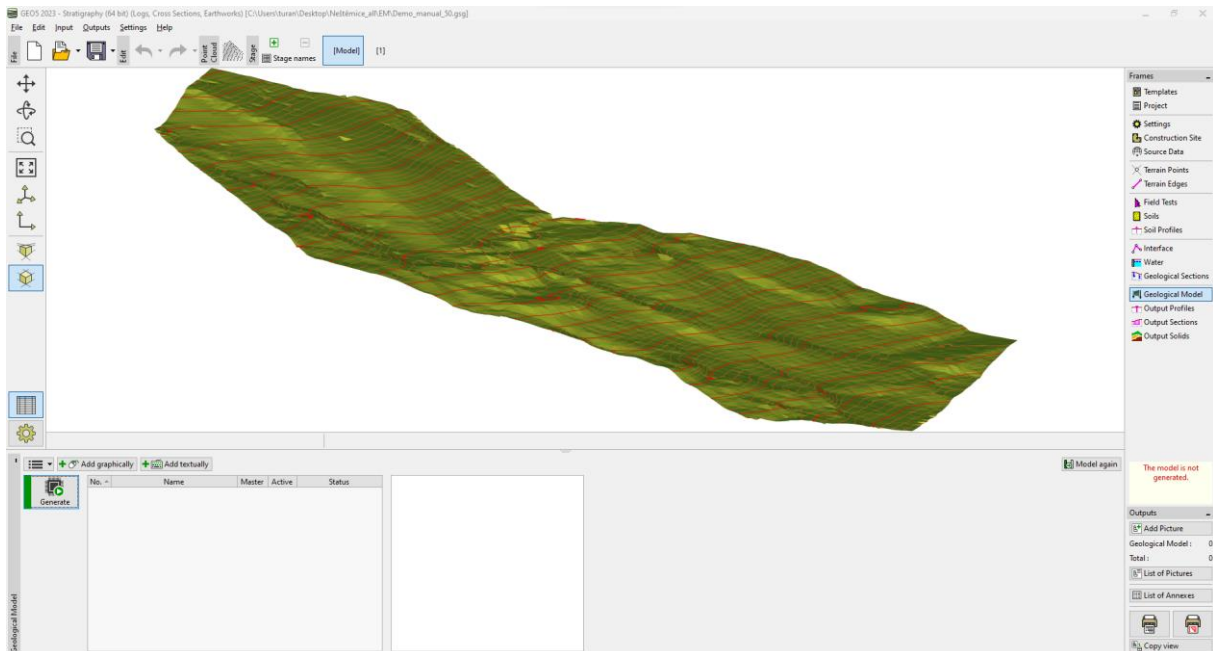 GEO5 2023 - Stratigraphy (64 bit) (Logs, Cross Sections, Earthworks) [C:\Users\turan\Desktop\Neštěmice_all\EM\Demo_manual_50.gsg]
File Edit Input Outputs Settings Help
File
Edit
Point Cloud
Stage
Stage names
[Model]
[1]
Frames
Templates
Project
Settings
Construction Site
Source Data
Terrain Points
Terrain Edges
Field Tests
Soils
Soil Profiles
Interface
Water
Geological Sections
Geological Model
Output Profiles
Output Sections
Output Solids
Add graphically
Add textually
Model again
Generate
No. Name Master Active Status
Geological Model
The model is not
generated.
Outputs
Add Picture
Geological Model : 0
Total : 0
List of Pictures
List of Annexes
Copy view